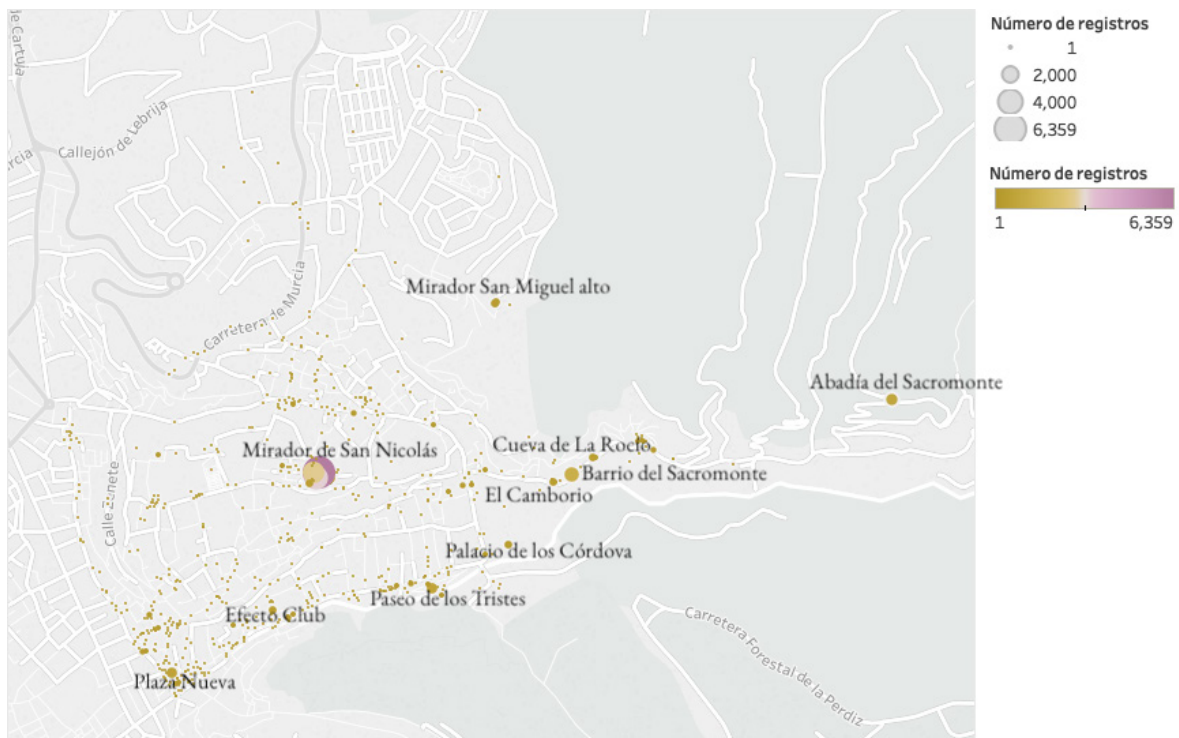 de Cartuja
Callejón de Lebrija
Carretera de Murcia
Mirador San Miguel alto
Abadía del Sacromonte
Mirador de San Nicolás
Cueva de La Rocío
Barrio del Sacromonte
El Camborio
Calle Zenete
Palacio de los Córdova
Paseo de los Tristes
Efecto Club
Carretera Forestal de la Perdiz
Plaza Nueva
Número de registros
1
2,000
4,000
6,359
Número de registros
1
6,359